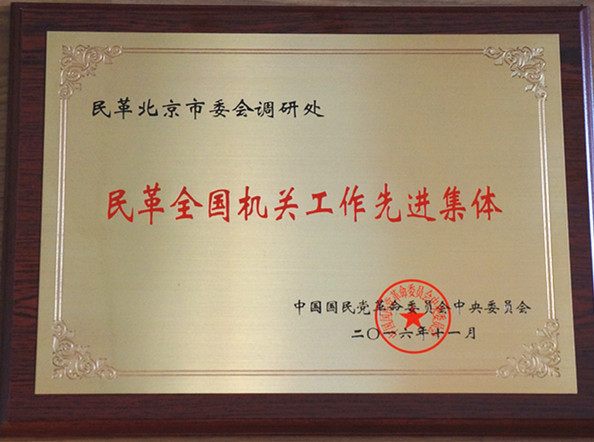 民革北京市委会调研处
民革全国机关工作先进集体
中国国民党革命委员会中央委员会
二〇一六年十一月